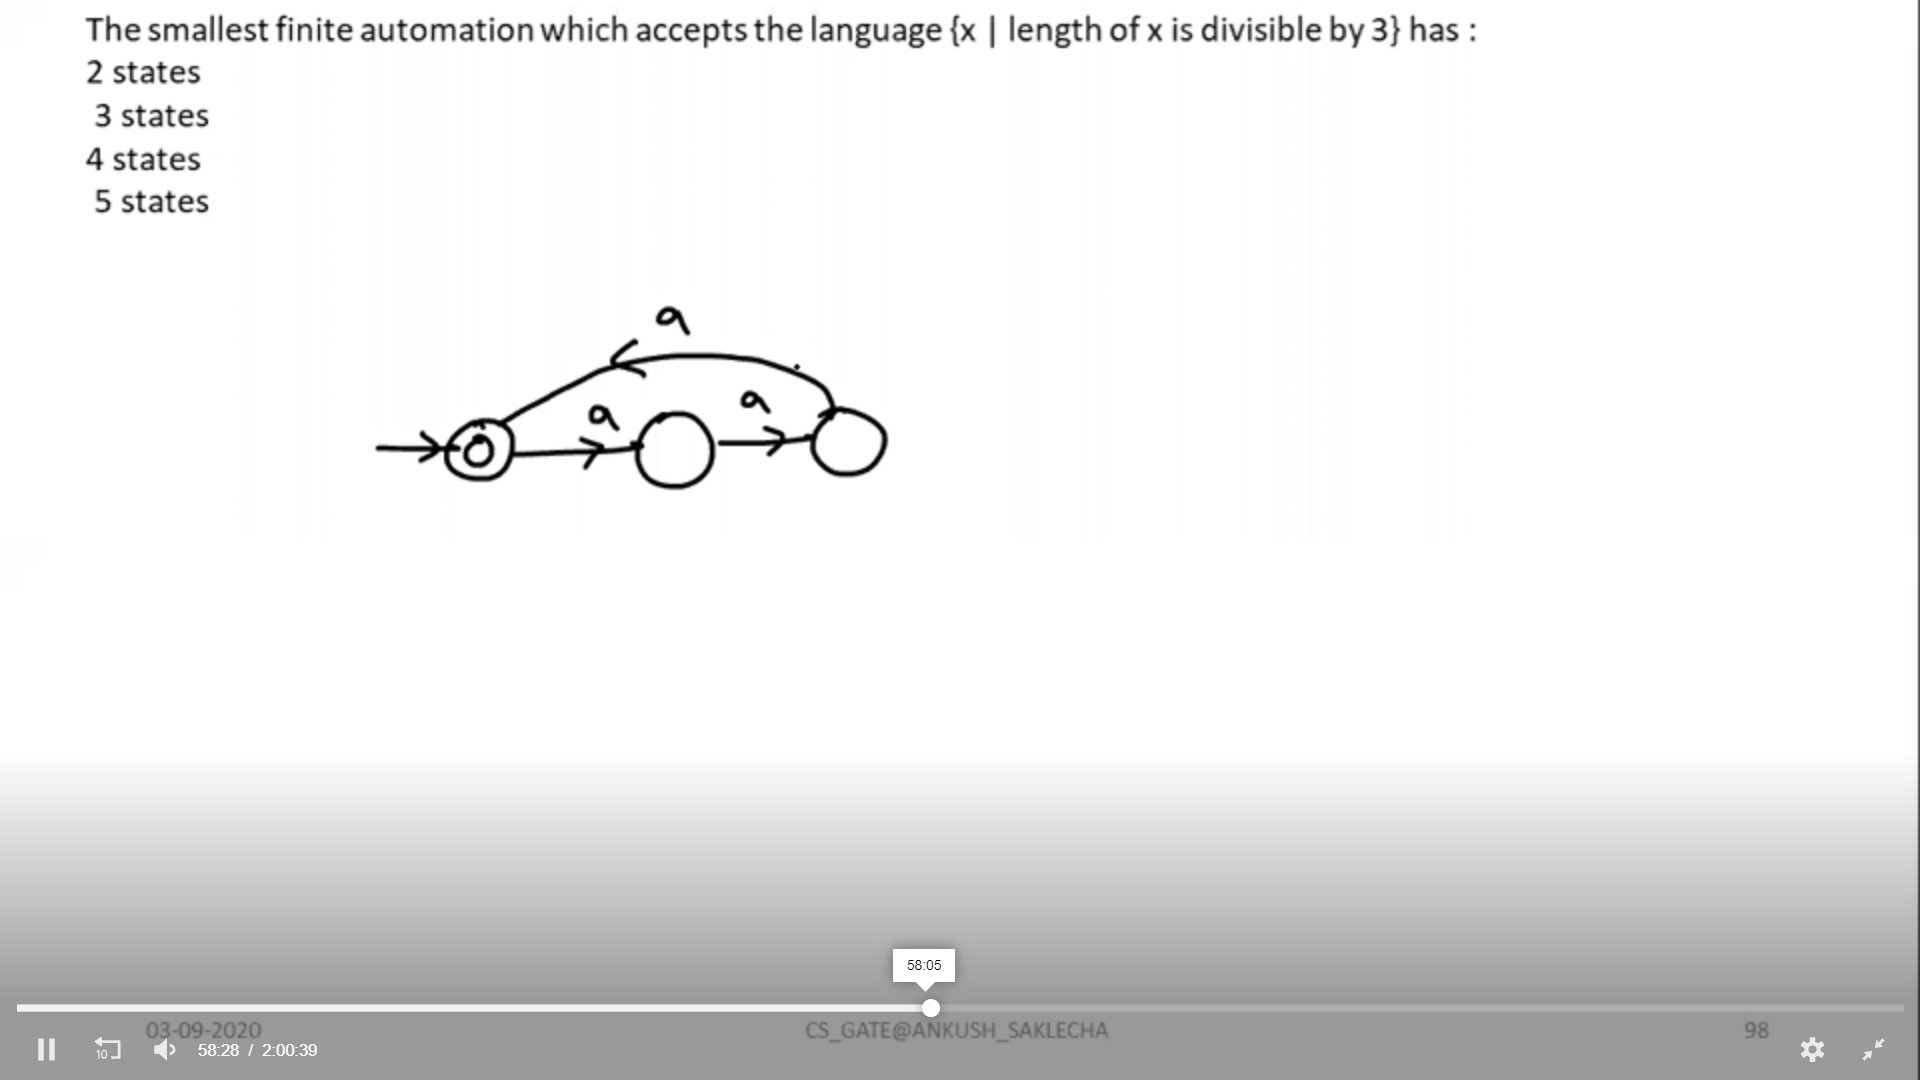 The smallest finite automation which accepts the language {x | length of x is divisible by 3} has :
2 states
3 states
4 states
5 states
a
a
a
58:05
03-09-2020
CS_GATE@ANKUSH_SAKLECHA
98
10
58:28 / 2:00:39